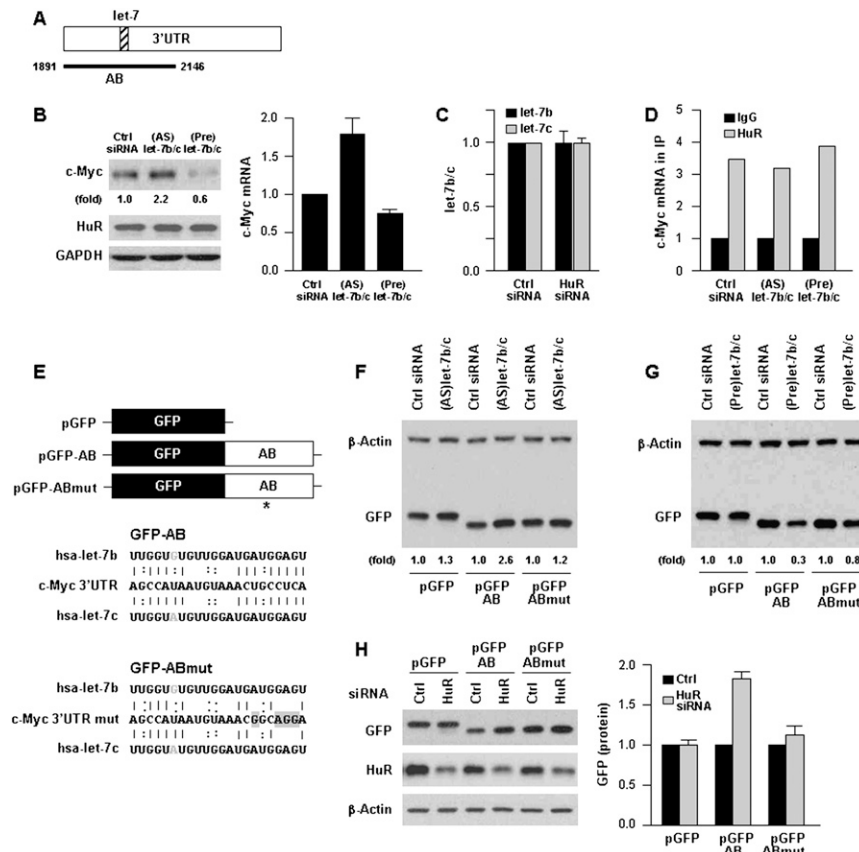 A
let-7
3'UTR
1891
2146
AB
B
Ctrl siRNA
(AS) let-7b/c
(Pre) let-7b/c
c-Myc
(fold) 1.0 2.2 0.6
HuR
GAPDH
c-Myc mRNA
2.0
1.5
1.0
0.5
0.0
Ctrl siRNA
(AS) let-7b/c
(Pre) let-7b/c
C
let-7b
let-7c
let-7b/c
1.0
0.5
0
Ctrl siRNA
HuR siRNA
D
IgG
HuR
c-Myc mRNA in IP
5
4
3
2
1
0
Ctrl siRNA
(AS) let-7b/c
(Pre) let-7b/c
E
pGFP GFP
pGFP-AB GFP AB
pGFP-ABmut GFP AB
*
GFP-AB
hsa-let-7b UUGGUGUGUUGGAUGAUGGAGU
c-Myc 3'UTR AGCCAUAAUGUAAACUGCCUCA
hsa-let-7c UUGGUAUGUUGGAUGAUGGAGU
GFP-ABmut
hsa-let-7b UUGGUGUGUUGGAUGAUGGAGU
c-Myc 3'UTR mut AGCCAUAAUGUAAACGGCAGGA
hsa-let-7c UUGGUAUGUUGGAUGAUGGAGU
F
Ctrl siRNA
(AS)let-7b/c
Ctrl siRNA
(AS)let-7b/c
Ctrl siRNA
(AS)let-7b/c
β-Actin
GFP
(fold) 1.0 1.3 1.0 2.6 1.0 1.2
pGFP
pGFP AB
pGFP ABmut
G
Ctrl siRNA
(Pre)let-7b/c
Ctrl siRNA
(Pre)let-7b/c
Ctrl siRNA
(Pre)let-7b/c
β-Actin
GFP
(fold) 1.0 1.0 1.0 0.3 1.0 0.8
pGFP
pGFP AB
pGFP ABmut
H
pGFP
pGFP AB
pGFP ABmut
siRNA Ctrl HuR Ctrl HuR Ctrl HuR
GFP
HuR
β-Actin
GFP (protein)
2.0
1.0
0.0
Ctrl
HuR siRNA
pGFP
pGFP AB
pGFP ABmut